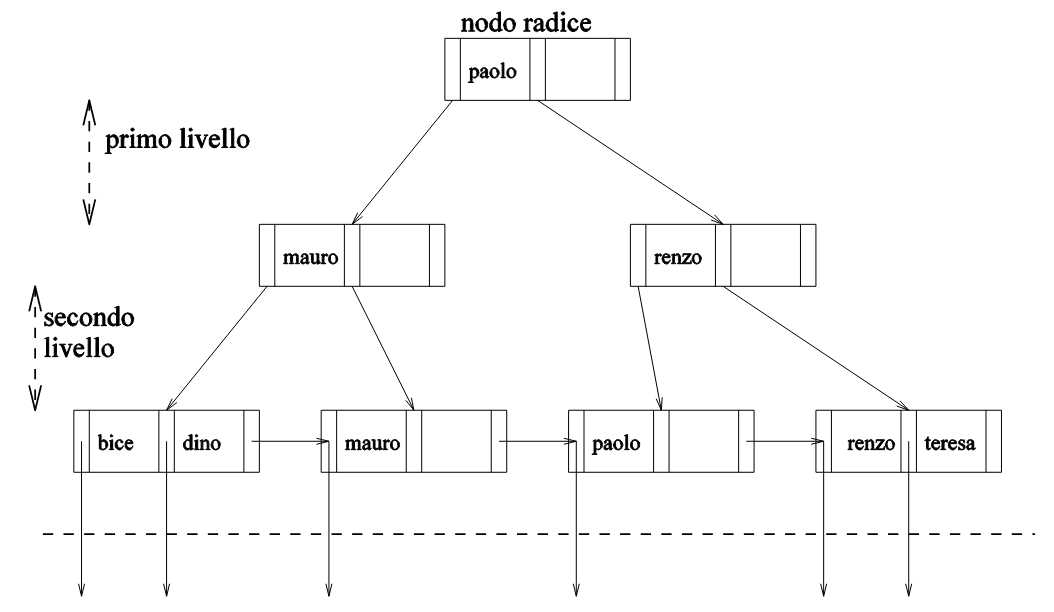 nodo radice
paolo
primo livello
mauro
renzo
secondo
livello
bice dino mauro paolo renzo teresa